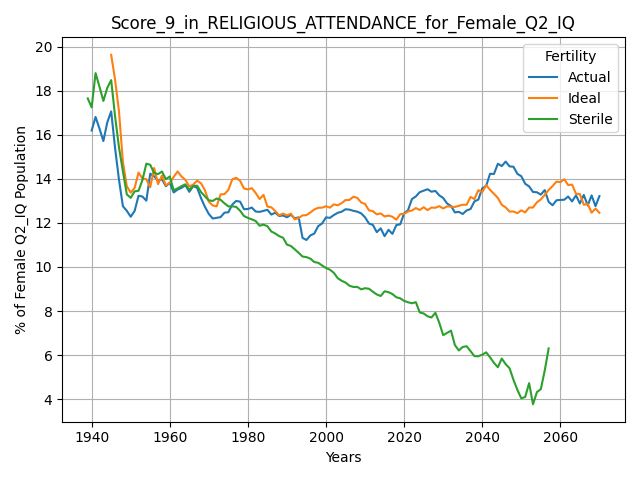 Score_9_in_RELIGIOUS_ATTENDANCE_for_Female_Q2_IQ
Fertility
Actual
Ideal
Sterile
% of Female Q2_IQ Population
20
18
16
14
12
10
8
6
4
1940 1960 1980 2000 2020 2040 2060
Years